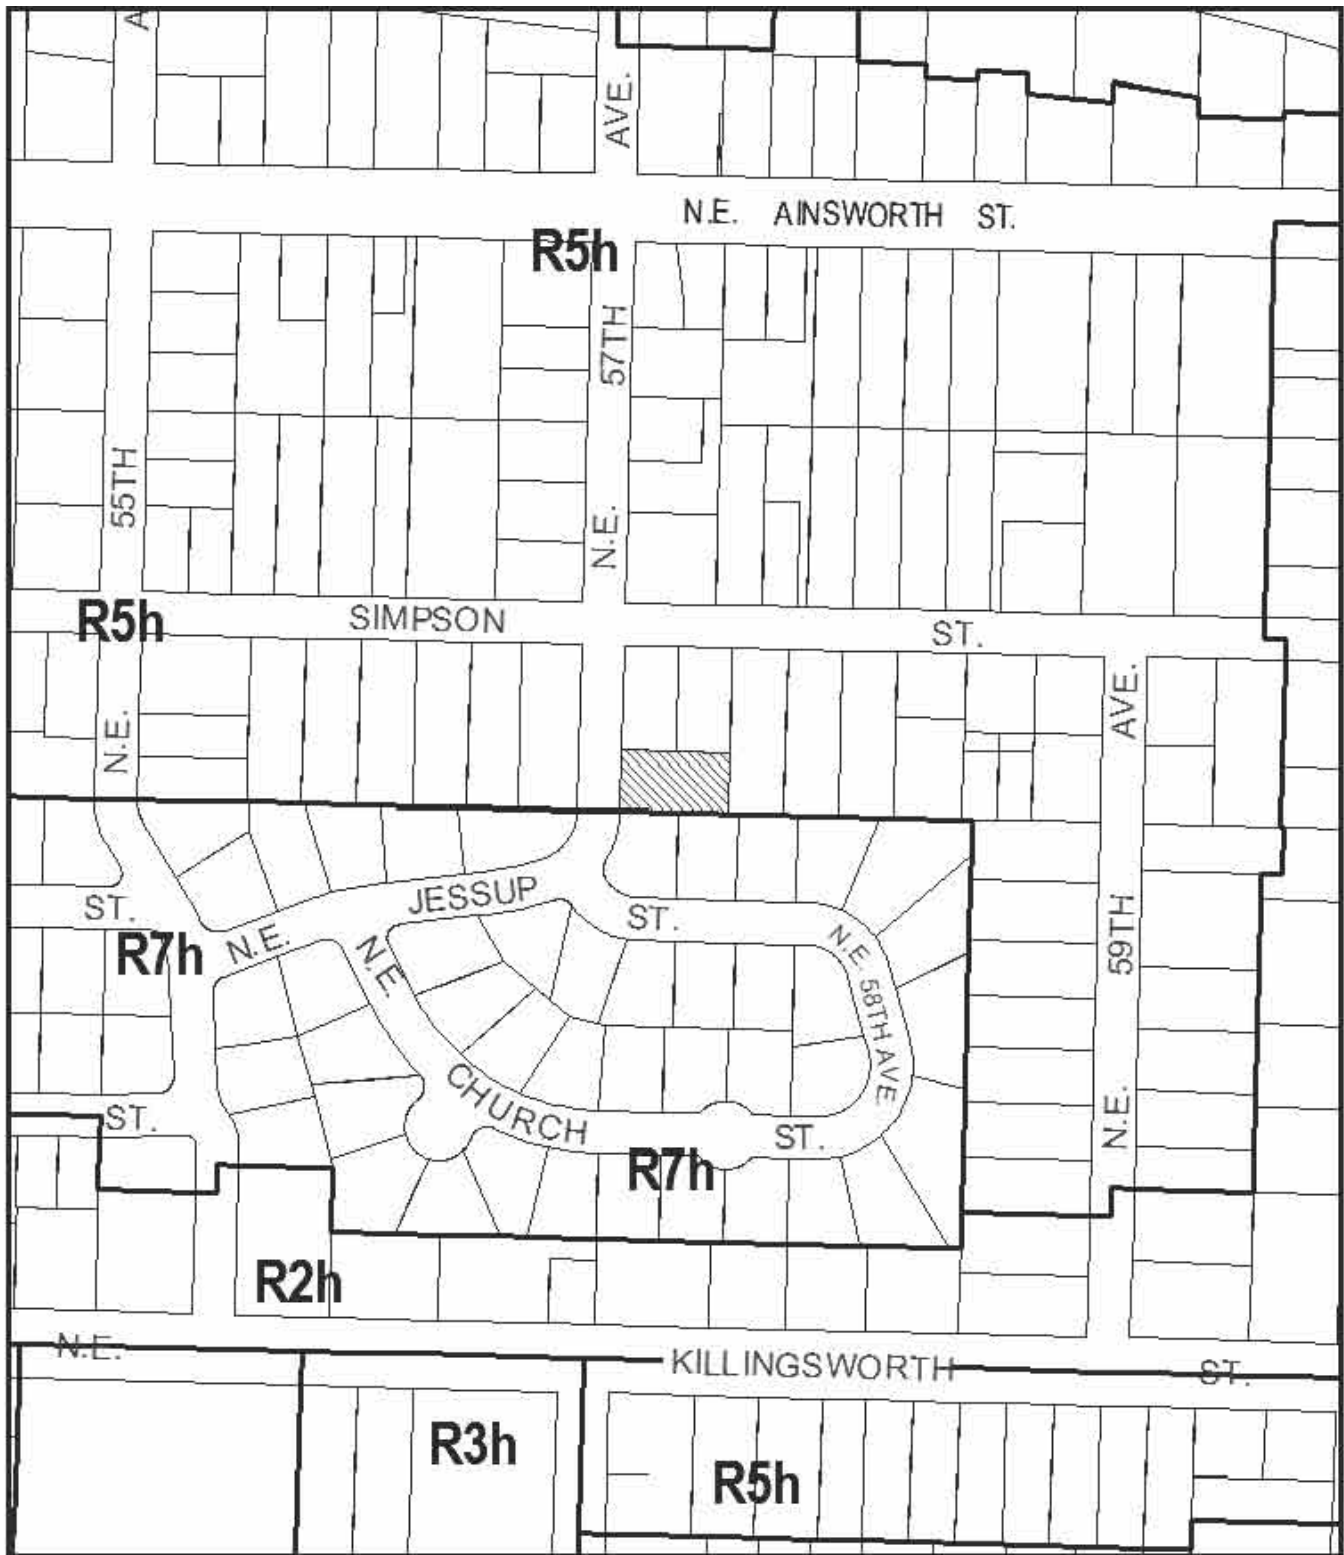 A
AVE.
N.E. AINSWORTH ST.
R5h
57TH
55TH
N.E.
R5h
SIMPSON
ST.
N.E.
AVE.
JESSUP
ST.
ST.
N.E.
R7h
N.E.
N.E. 58TH AVE
59TH
CHURCH
ST.
ST.
N.E.
R7h
R2h
N.E.
KILLINGSWORTH
ST.
R3h
R5h